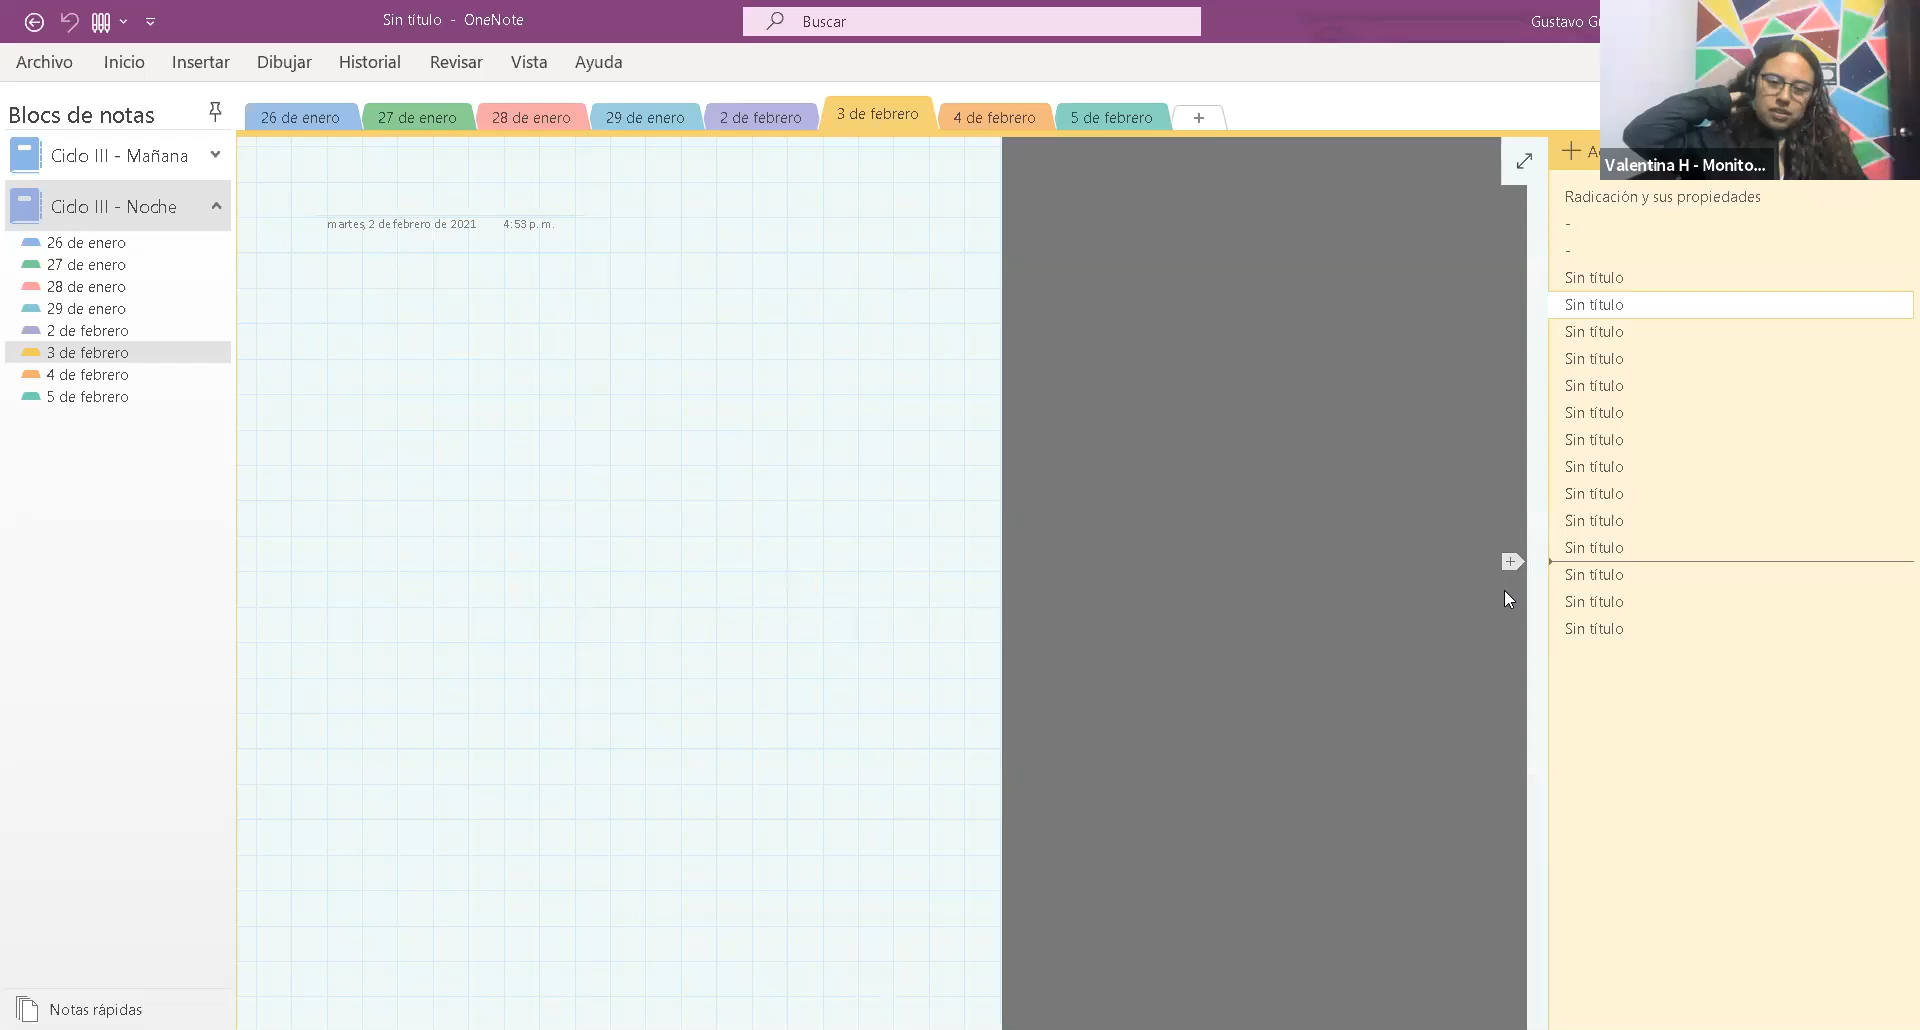 Sin título - OneNote
Buscar
Gustavo
Archivo Inicio Insertar Dibujar Historial Revisar Vista Ayuda
Blocs de notas
26 de enero 27 de enero 28 de enero 29 de enero 2 de febrero 3 de febrero 4 de febrero 5 de febrero +
Ciclo III - Mañana
Ciclo III - Noche
26 de enero
27 de enero
28 de enero
29 de enero
2 de febrero
3 de febrero
4 de febrero
5 de febrero
Notas rápidas
martes, 2 de febrero de 2021 4:53 p. m.
Valentina H - Monito...
Radicación y sus propiedades
-
-
Sin título
Sin título
Sin título
Sin título
Sin título
Sin título
Sin título
Sin título
Sin título
Sin título
Sin título
Sin título
Sin título
Sin título